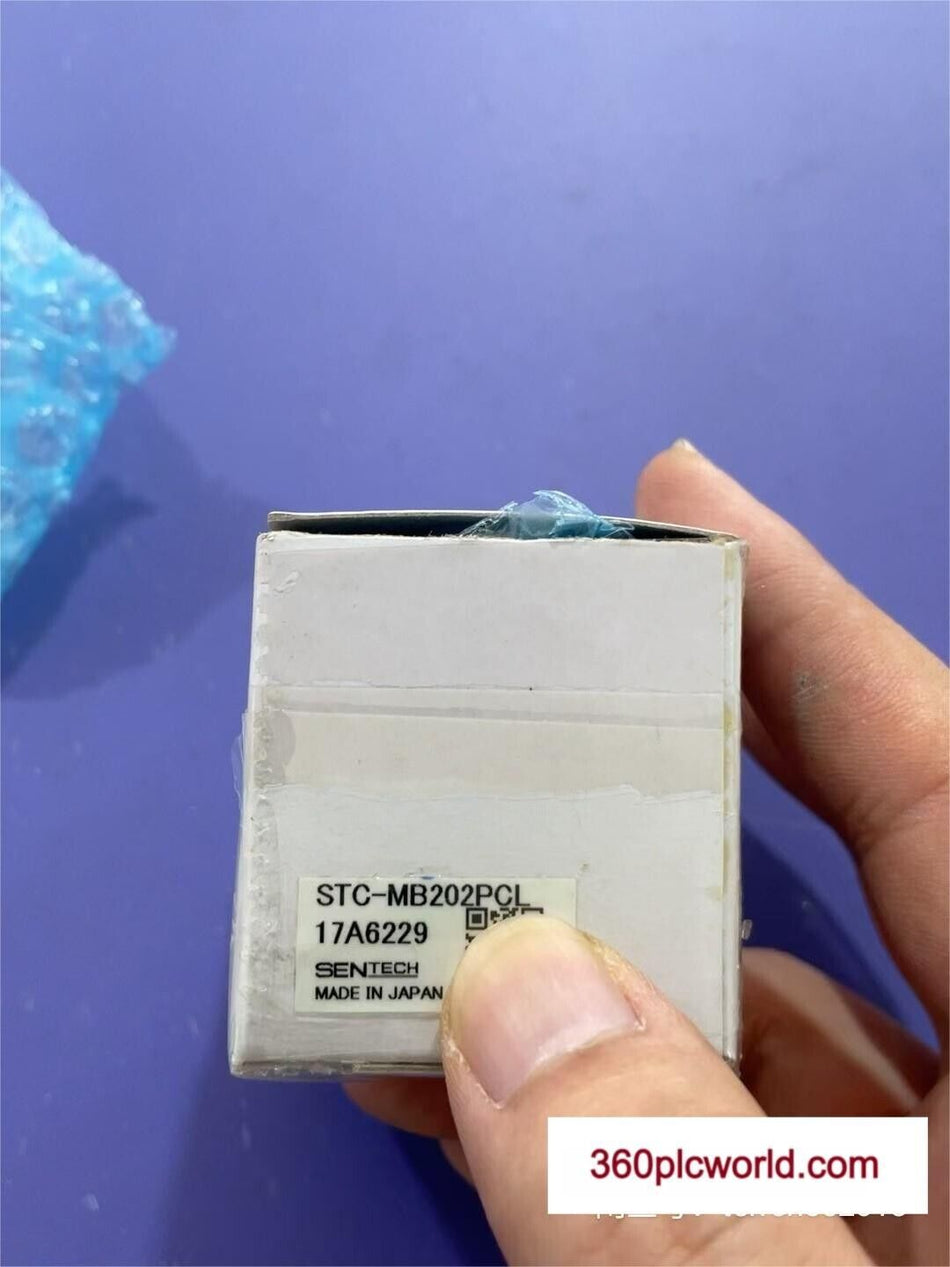 STC-MB202PCL
17A6229
SENTECH
MADE IN JAPAN
360plcworld.com